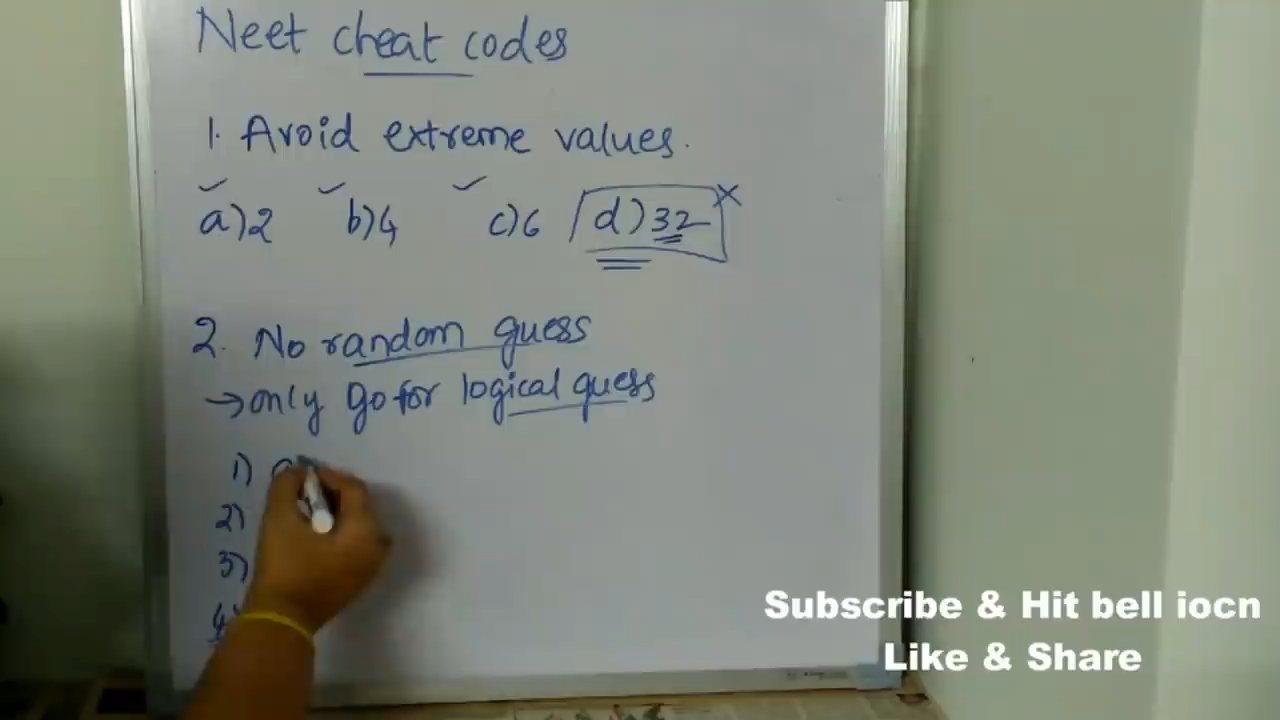 Neet cheat codes
1. Avoid extreme values.
a)2 b)4 c)6 d)32
2. No random guess
→only go for logical guess
1) a
2)
3)
4)
Subscribe & Hit bell iocn
Like & Share